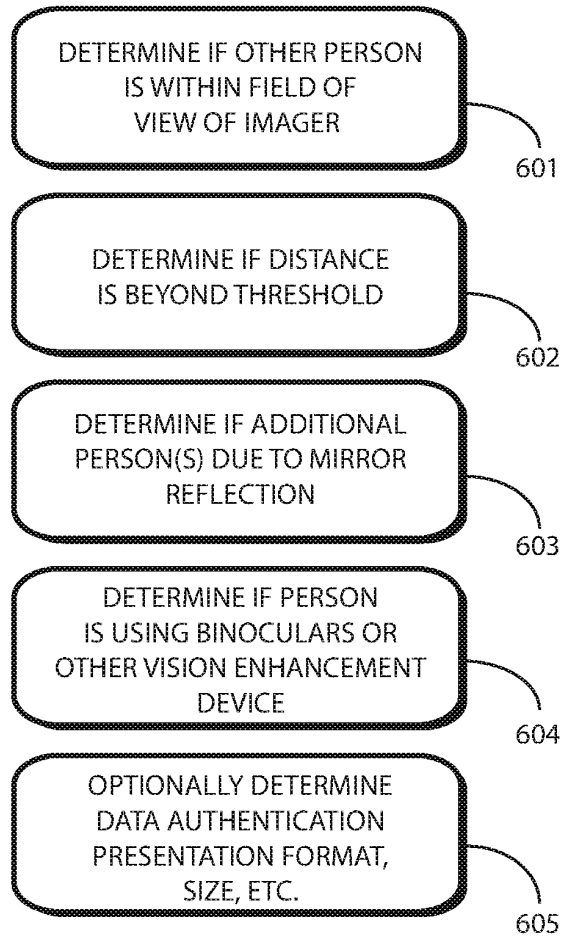 DETERMINE IF OTHER PERSON
IS WITHIN FIELD OF
VIEW OF IMAGER
601
DETERMINE IF DISTANCE
IS BEYOND THRESHOLD
602
DETERMINE IF ADDITIONAL
PERSON(S) DUE TO MIRROR
REFLECTION
603
DETERMINE IF PERSON
IS USING BINOCULARS OR
OTHER VISION ENHANCEMENT
DEVICE
604
OPTIONALLY DETERMINE
DATA AUTHENTICATION
PRESENTATION FORMAT,
SIZE, ETC.
605